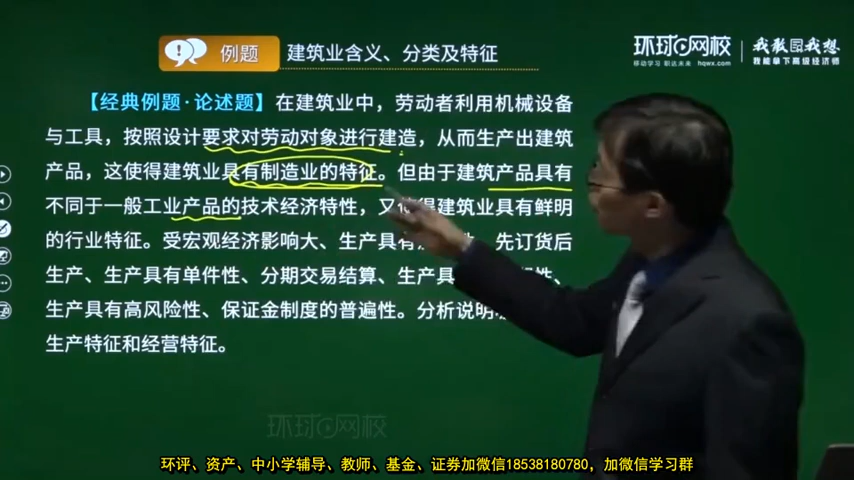 例题 建筑业含义、分类及特征
环球网校
移动学习 职达未来 hqwx.com
我敢闯我想
我能拿下高级经济师
【经典例题·论述题】在建筑业中，劳动者利用机械设备
与工具，按照设计要求对劳动对象进行建造，从而生产出建筑
产品，这使得建筑业具有制造业的特征。但由于建筑产品具有
不同于一般工业产品的技术经济特性，又使得建筑业具有鲜明
的行业特征。受宏观经济影响大、生产具有 先订货后
生产、生产具有单件性、分期交易结算、生产具 性、
生产具有高风险性、保证金制度的普遍性。分析说明
生产特征和经营特征。
环球网校
环评、资产、中小学辅导、教师、基金、证券加微信18538180780，加微信学习群